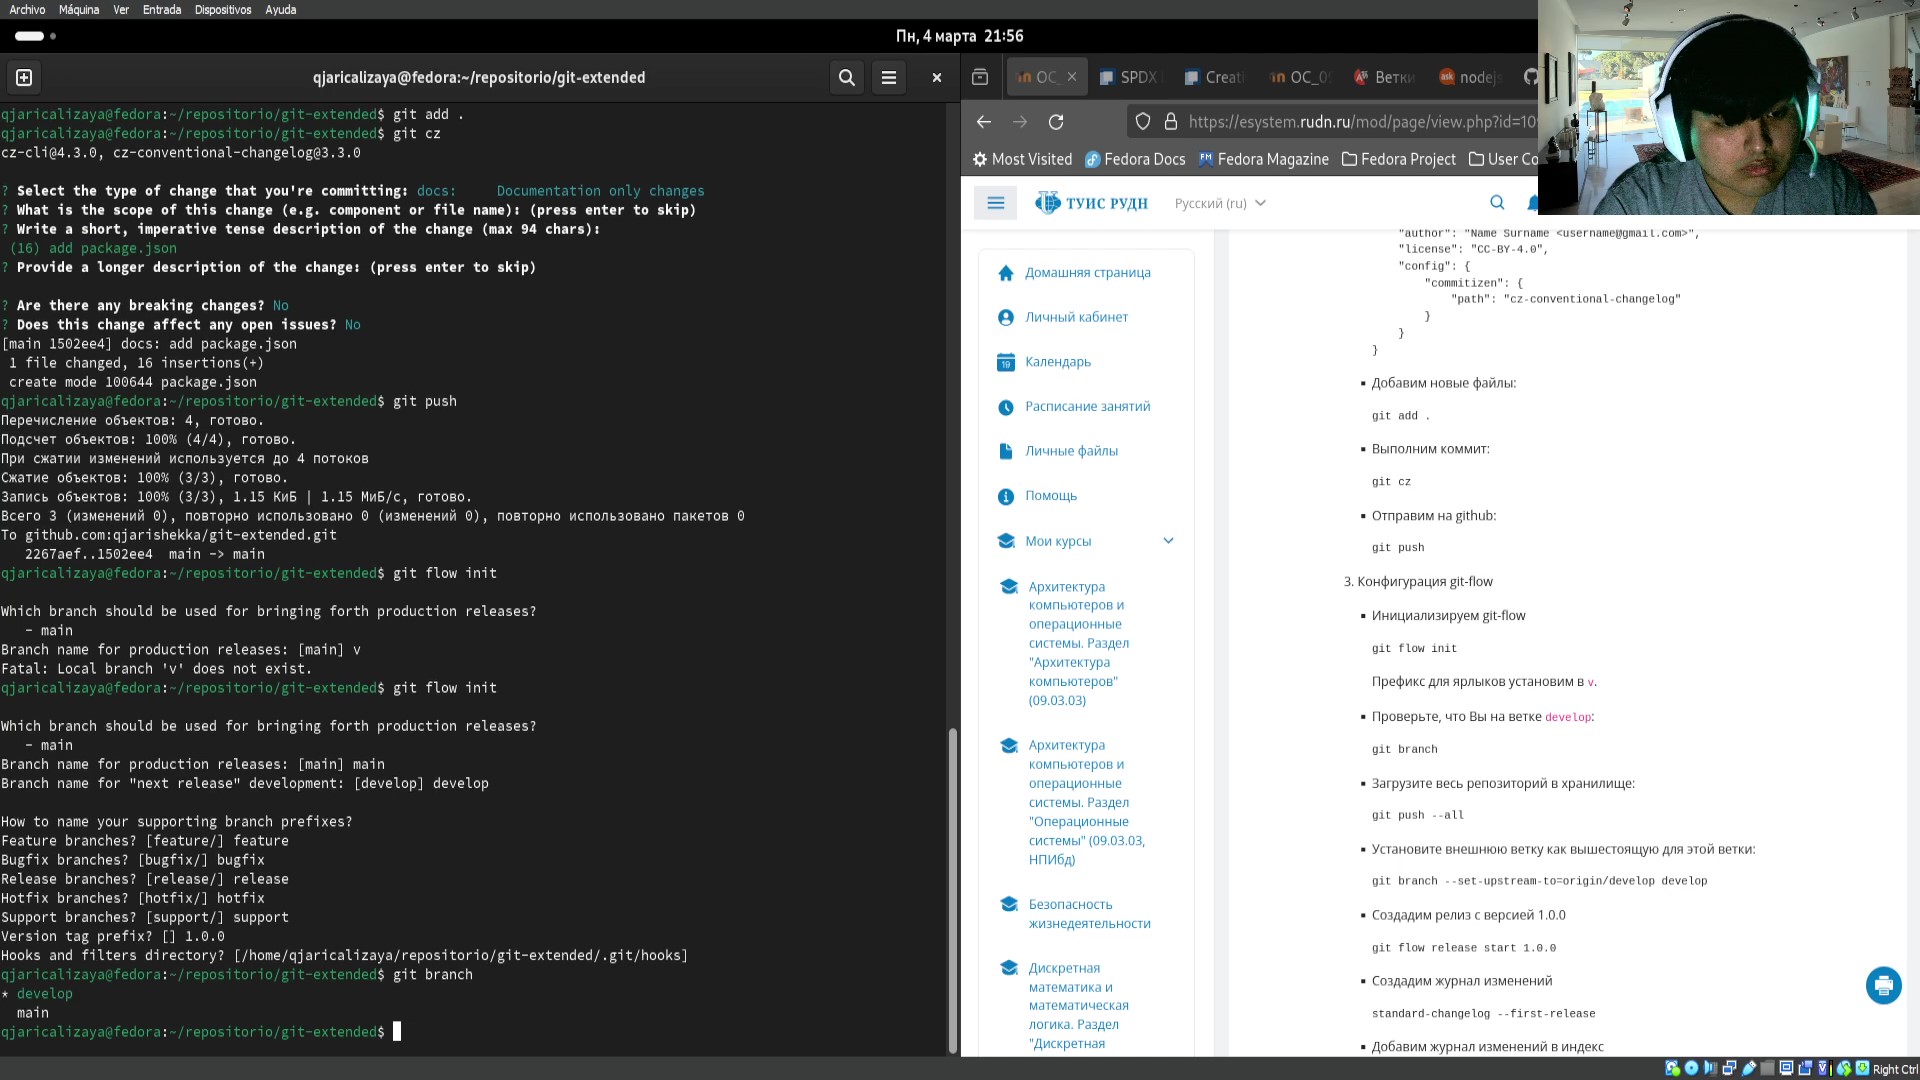 Archivo Máquina Ver Entrada Dispositivos Ayuda
Пн, 4 марта 21:56
qjaricalizaya@fedora:~/repositorio/git-extended
qjaricalizaya@fedora:~/repositorio/git-extended$ git add .
qjaricalizaya@fedora:~/repositorio/git-extended$ git cz
cz-cli@4.3.0, cz-conventional-changelog@3.3.0
? Select the type of change that you're committing: docs: Documentation only changes
? What is the scope of this change (e.g. component or file name): (press enter to skip)
? Write a short, imperative tense description of the change (max 94 chars):
(16) add package.json
? Provide a longer description of the change: (press enter to skip)
? Are there any breaking changes? No
? Does this change affect any open issues? No
[main 1502ee4] docs: add package.json
1 file changed, 16 insertions(+)
create mode 100644 package.json
qjaricalizaya@fedora:~/repositorio/git-extended$ git push
Перечисление объектов: 4, готово.
Подсчет объектов: 100% (4/4), готово.
При сжатии изменений используется до 4 потоков
Сжатие объектов: 100% (3/3), готово.
Запись объектов: 100% (3/3), 1.15 КиБ | 1.15 МиБ/с, готово.
Всего 3 (изменений 0), повторно использовано 0 (изменений 0), повторно использовано пакетов 0
To github.com:qjarishekka/git-extended.git
2267aef..1502ee4 main -> main
qjaricalizaya@fedora:~/repositorio/git-extended$ git flow init
Which branch should be used for bringing forth production releases?
- main
Branch name for production releases: [main] v
Fatal: Local branch 'v' does not exist.
qjaricalizaya@fedora:~/repositorio/git-extended$ git flow init
Which branch should be used for bringing forth production releases?
- main
Branch name for production releases: [main] main
Branch name for "next release" development: [develop] develop
How to name your supporting branch prefixes?
Feature branches? [feature/] feature
Bugfix branches? [bugfix/] bugfix
Release branches? [release/] release
Hotfix branches? [hotfix/] hotfix
Support branches? [support/] support
Version tag prefix? [] 1.0.0
Hooks and filters directory? [/home/qjaricalizaya/repositorio/git-extended/.git/hooks]
qjaricalizaya@fedora:~/repositorio/git-extended$ git branch
* develop
main
qjaricalizaya@fedora:~/repositorio/git-extended$
OC_ SPDX Creati OC_0 Ветки nodej
https://esystem.rudn.ru/mod/page/view.php?id=10
Most Visited Fedora Docs Fedora Magazine Fedora Project User Co
ТУИС РУДН Русский (ru)
Домашняя страница
Личный кабинет
Календарь
Расписание занятий
Личные файлы
Помощь
Мои курсы
Архитектура
компьютеров и
операционные
системы. Раздел
"Архитектура
компьютеров"
(09.03.03)
Архитектура
компьютеров и
операционные
системы. Раздел
"Операционные
системы" (09.03.03,
НПИбд)
Безопасность
жизнедеятельности
Дискретная
математика и
математическая
логика. Раздел
"Дискретная
"author": "Name Surname <username@gmail.com>",
"license": "CC-BY-4.0",
"config": {
"commitizen": {
"path": "cz-conventional-changelog"
}
}
}
▪ Добавим новые файлы:
git add .
▪ Выполним коммит:
git cz
▪ Отправим на github:
git push
3. Конфигурация git-flow
▪ Инициализируем git-flow
git flow init
Префикс для ярлыков установим в v.
▪ Проверьте, что Вы на ветке develop:
git branch
▪ Загрузите весь репозиторий в хранилище:
git push --all
▪ Установите внешнюю ветку как вышестоящую для этой ветки:
git branch --set-upstream-to=origin/develop develop
▪ Создадим релиз с версией 1.0.0
git flow release start 1.0.0
▪ Создадим журнал изменений
standard-changelog --first-release
▪ Добавим журнал изменений в индекс
Right Ctrl